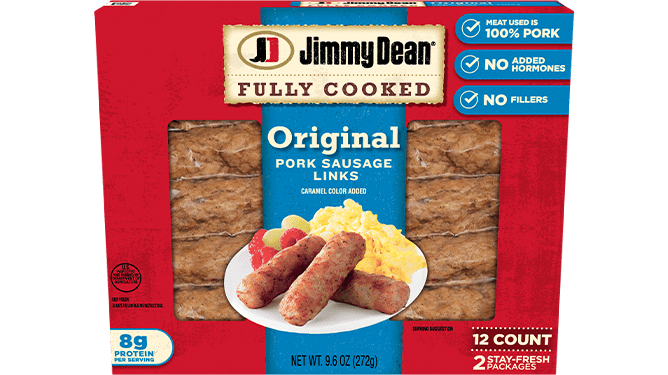 JJD
Jimmy Dean®
FULLY COOKED
MEAT USED IS
100% PORK
NO ADDED
HORMONES
NO FILLERS
Original
PORK SAUSAGE
LINKS
CARAMEL COLOR ADDED
8g
PROTEIN
PER SERVING
SERVING SUGGESTION
NET WT. 9.6 OZ (272g)
12 COUNT
2 STAY-FRESH
PACKAGES